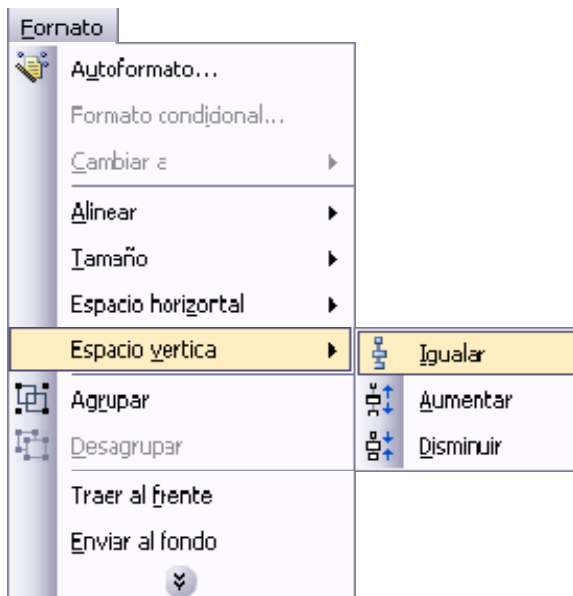 Formato
Autoformato...
Formato condicional...
Cambiar a
Alinear
Tamaño
Espacio horizontal
Espacio vertica
Igualar
Agrupar
Aumentar
Desagrupar
Disminuir
Traer al frente
Enviar al fondo